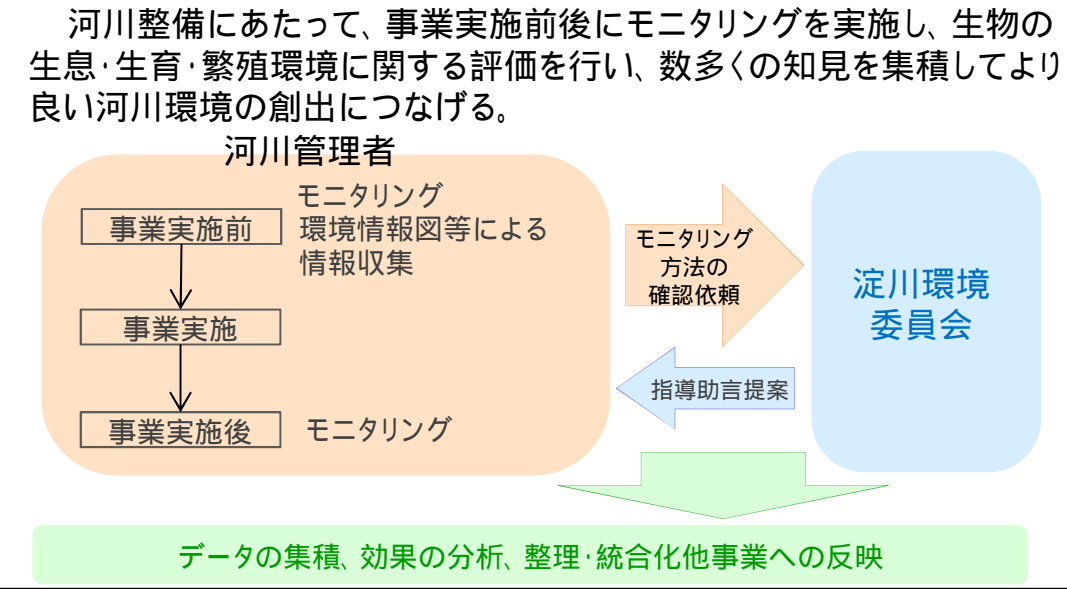 河川整備にあたって、事業実施前後にモニタリングを実施し、生物の
生息･生育･繁殖環境に関する評価を行い、数多くの知見を集積してより
良い河川環境の創出につなげる。
河川管理者
事業実施前
モニタリング
環境情報図等による
情報収集
事業実施
事業実施後
モニタリング
モニタリング
方法の
確認依頼
指導助言提案
淀川環境
委員会
データの集積、効果の分析、整理･統合化他事業への反映